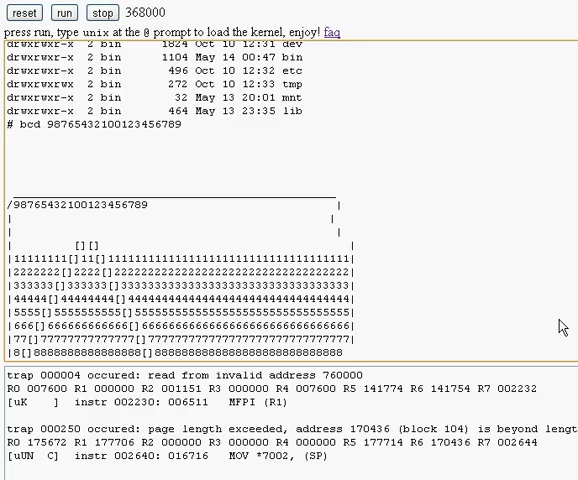 reset run stop 368000
press run, type unix at the @ prompt to load the kernel, enjoy! faq
drwxrwxr-x 2 bin 1824 Oct 10 12:31 dev
drwxrwxr-x 2 bin 1104 May 14 00:47 bin
drwxrwxr-x 2 bin 496 Oct 10 12:32 etc
drwxrwxrwx 2 bin 272 Oct 10 12:33 tmp
drwxrwxr-x 2 bin 32 May 13 20:01 mnt
drwxrwxr-x 2 bin 464 May 13 23:35 lib
# bcd 98765432100123456789
/98765432100123456789 |
| |
| |
| [][] |
|11111111[]11[]1111111111111111111111111111111111111|
|2222222[]2222[]222222222222222222222222222222222222|
|333333[]333333[]33333333333333333333333333333333333|
|44444[]44444444[]4444444444444444444444444444444444|
|5555[]5555555555[]555555555555555555555555555555555|
|666[]666666666666[]66666666666666666666666666666666|
|77[]77777777777777[]7777777777777777777777777777777|
|8[]8888888888888888[]88888888888888888888888888888
trap 000004 occured: read from invalid address 760000
R0 007600 R1 000000 R2 001151 R3 000000 R4 007600 R5 141774 R6 141754 R7 002232
[uK ] instr 002230: 006511 MFPI (R1)
trap 000250 occured: page length exceeded, address 170436 (block 104) is beyond lengt
R0 175672 R1 177706 R2 000000 R3 000000 R4 000000 R5 177714 R6 170436 R7 002644
[uUN C] instr 002640: 016716 MOV *7002, (SP)